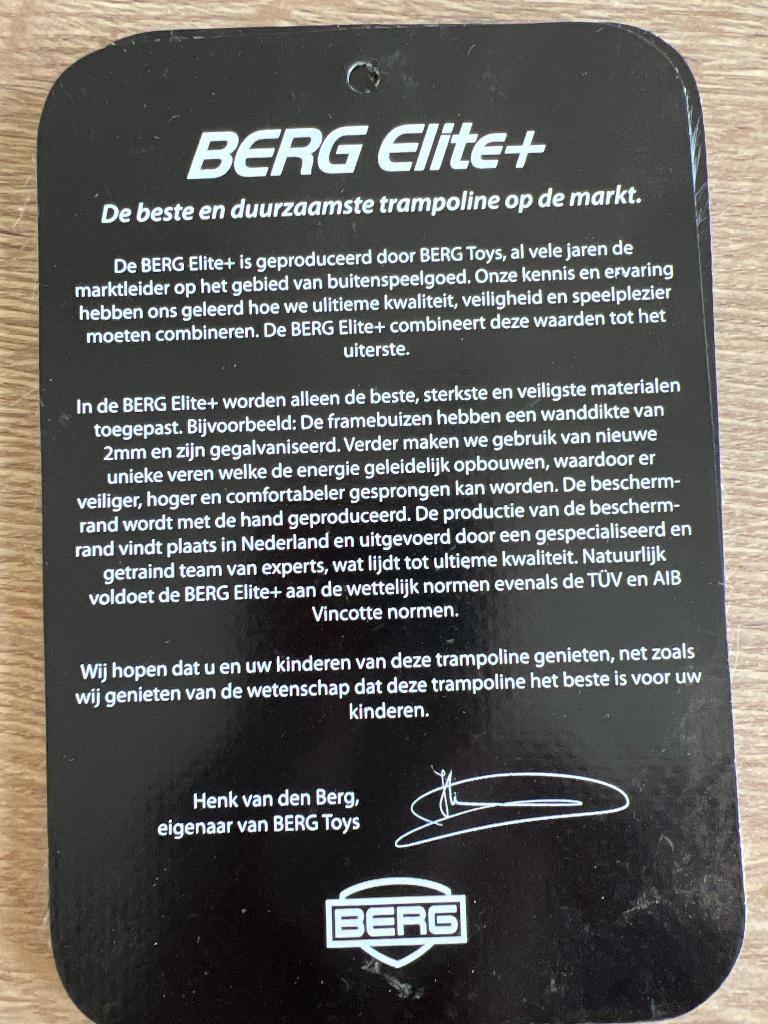 BERG Elite+
De beste en duurzaamste trampoline op de markt.
De BERG Elite+ is geproduceerd door BERG Toys, al vele jaren de
marktleider op het gebied van buitenspeelgoed. Onze kennis en ervaring
hebben ons geleerd hoe we ulitieme kwaliteit, veiligheid en speelplezier
moeten combineren. De BERG Elite+ combineert deze waarden tot het
uiterste.
In de BERG Elite+ worden alleen de beste, sterkste en veiligste materialen
toegepast. Bijvoorbeeld: De framebuizen hebben een wanddikte van
2mm en zijn gegalvaniseerd. Verder maken we gebruik van nieuwe
unieke veren welke de energie geleidelijk opbouwen, waardoor er
veiliger, hoger en comfortabeler gesprongen kan worden. De bescherm-
rand wordt met de hand geproduceerd. De productie van de bescherm-
rand vindt plaats in Nederland en uitgevoerd door een gespecialiseerd en
getraind team van experts, wat lijdt tot ultieme kwaliteit. Natuurlijk
voldoet de BERG Elite+ aan de wettelijk normen evenals de TÜV en AIB
Vincotte normen.
Wij hopen dat u en uw kinderen van deze trampoline genieten, net zoals
wij genieten van de wetenschap dat deze trampoline het beste is voor uw
kinderen.
Henk van den Berg,
eigenaar van BERG Toys
BERG